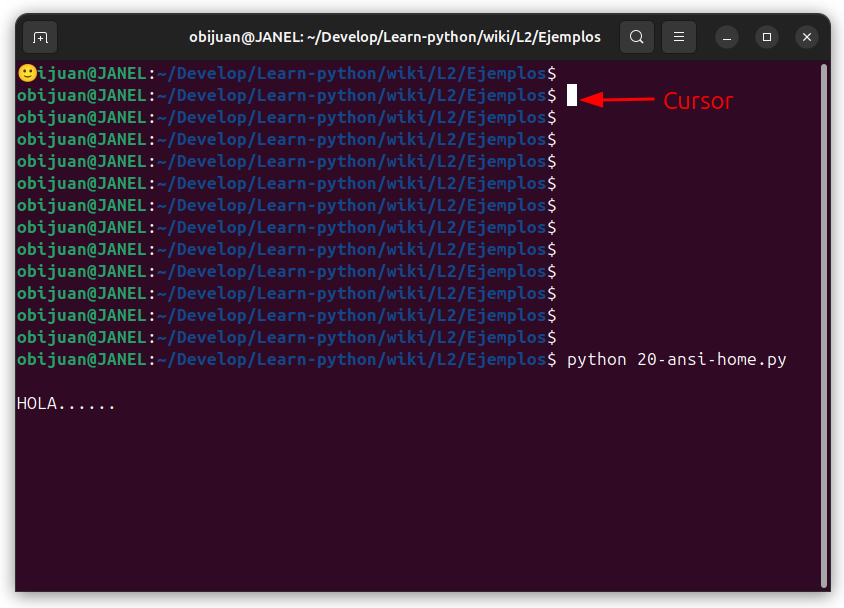 obijuan@JANEL: ~/Develop/Learn-python/wiki/L2/Ejemplos
🙂ijuan@JANEL:~/Develop/Learn-python/wiki/L2/Ejemplos$
obijuan@JANEL:~/Develop/Learn-python/wiki/L2/Ejemplos$ Cursor
obijuan@JANEL:~/Develop/Learn-python/wiki/L2/Ejemplos$
obijuan@JANEL:~/Develop/Learn-python/wiki/L2/Ejemplos$
obijuan@JANEL:~/Develop/Learn-python/wiki/L2/Ejemplos$
obijuan@JANEL:~/Develop/Learn-python/wiki/L2/Ejemplos$
obijuan@JANEL:~/Develop/Learn-python/wiki/L2/Ejemplos$
obijuan@JANEL:~/Develop/Learn-python/wiki/L2/Ejemplos$
obijuan@JANEL:~/Develop/Learn-python/wiki/L2/Ejemplos$
obijuan@JANEL:~/Develop/Learn-python/wiki/L2/Ejemplos$
obijuan@JANEL:~/Develop/Learn-python/wiki/L2/Ejemplos$
obijuan@JANEL:~/Develop/Learn-python/wiki/L2/Ejemplos$
obijuan@JANEL:~/Develop/Learn-python/wiki/L2/Ejemplos$
obijuan@JANEL:~/Develop/Learn-python/wiki/L2/Ejemplos$ python 20-ansi-home.py
HOLA......